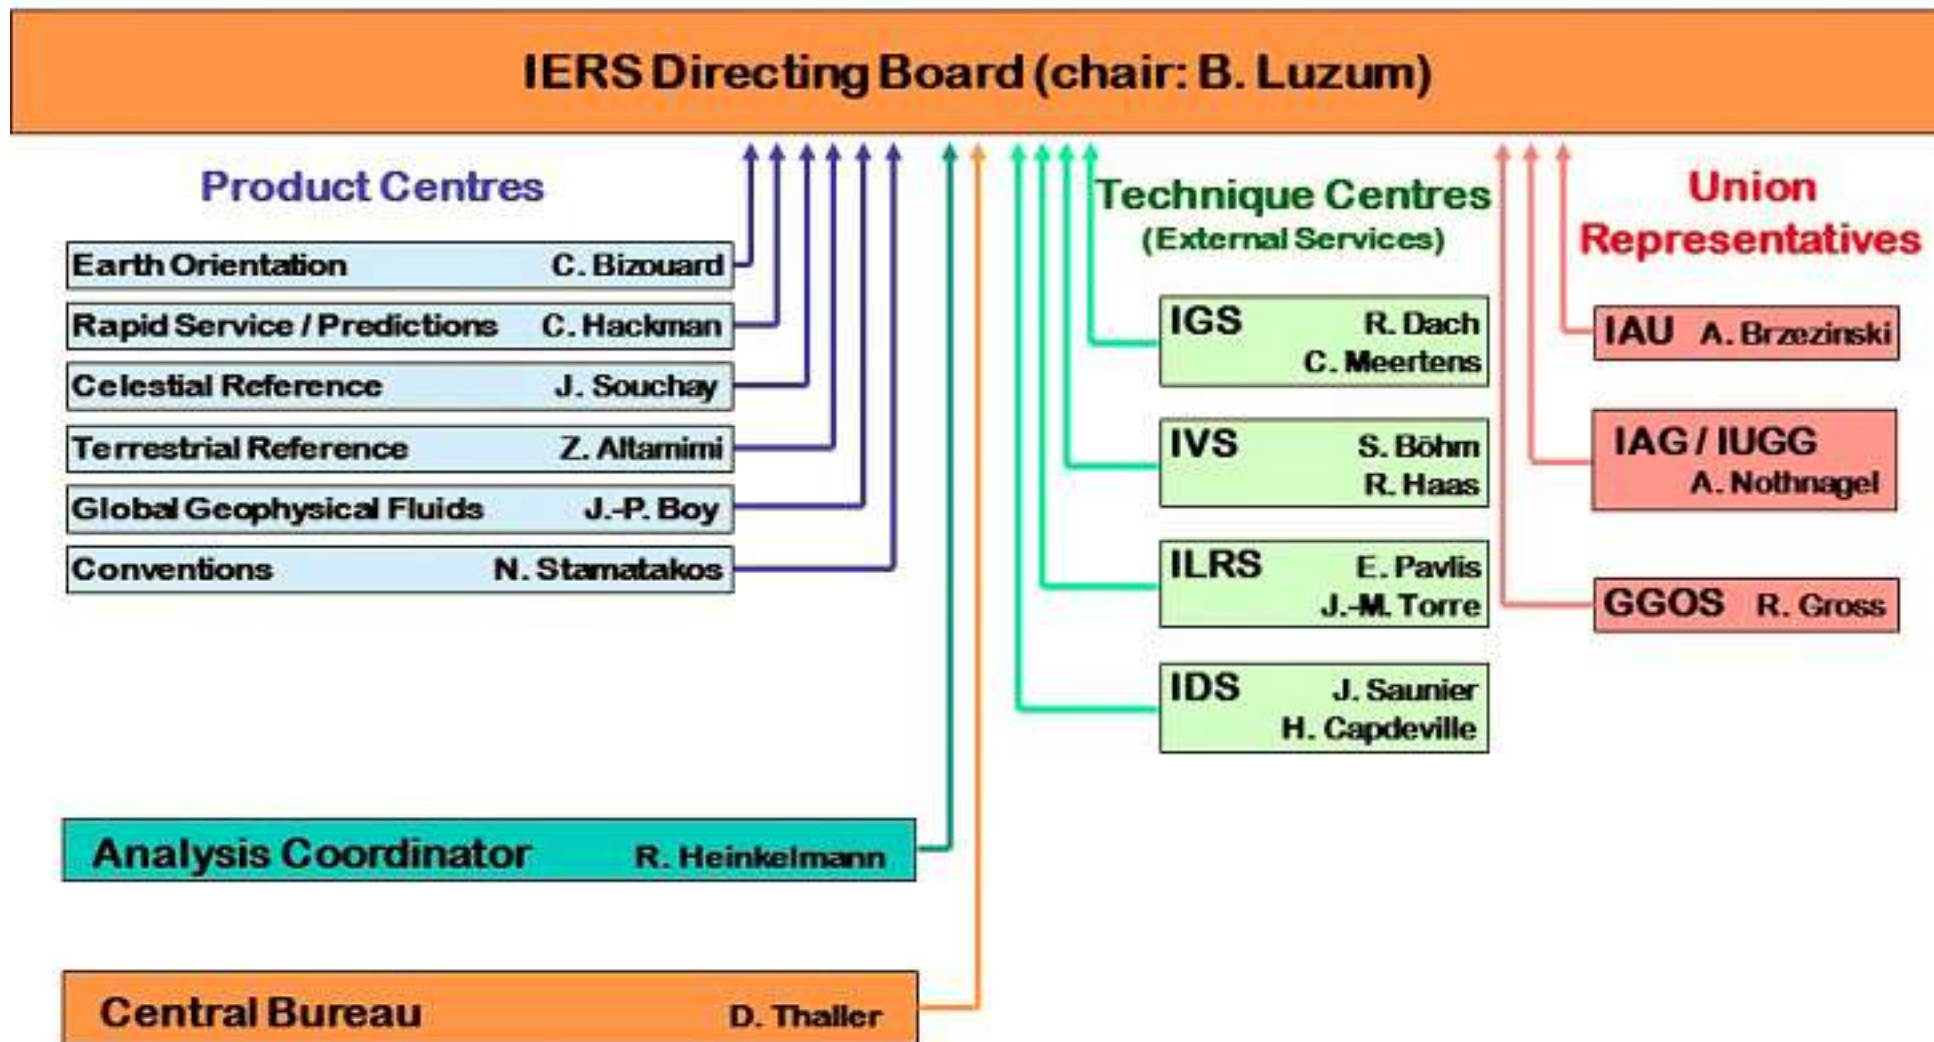 IERS Directing Board (chair: B. Luzum)
Product Centres
Earth Orientation C. Bizouard
Rapid Service / Predictions C. Hackman
Celestial Reference J. Souchay
Terrestrial Reference Z. Altamimi
Global Geophysical Fluids J.-P. Boy
Conventions N. Stamatakos
Analysis Coordinator R. Heinkelmann
Central Bureau D. Thaller
Technique Centres
(External Services)
IGS R. Dach
C. Meertens
IVS S. Böhm
R. Haas
ILRS E. Pavlis
J.-M. Torre
IDS J. Saunier
H. Capdeville
Union
Representatives
IAU A. Brzezinski
IAG / IUGG
A. Nothnagel
GGOS R. Gross